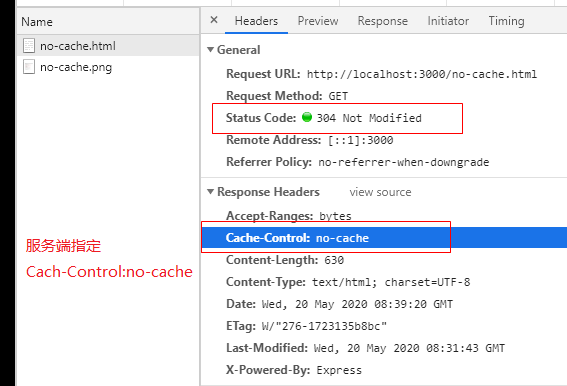 Name
no-cache.html
no-cache.png
服务端指定
Cach-Control:no-cache
× Headers Preview Response Initiator Timing
▼ General
Request URL: http://localhost:3000/no-cache.html
Request Method: GET
Status Code: 304 Not Modified
Remote Address: [::1]:3000
Referrer Policy: no-referrer-when-downgrade
▼ Response Headers view source
Accept-Ranges: bytes
Cache-Control: no-cache
Content-Length: 630
Content-Type: text/html; charset=UTF-8
Date: Wed, 20 May 2020 08:39:20 GMT
ETag: W/"276-1723135b8bc"
Last-Modified: Wed, 20 May 2020 08:31:43 GMT
X-Powered-By: Express